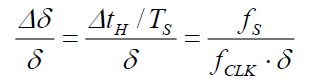 Δδ/δ = (Δt_H / T_S)/δ = f_S/(f_CLK · δ)